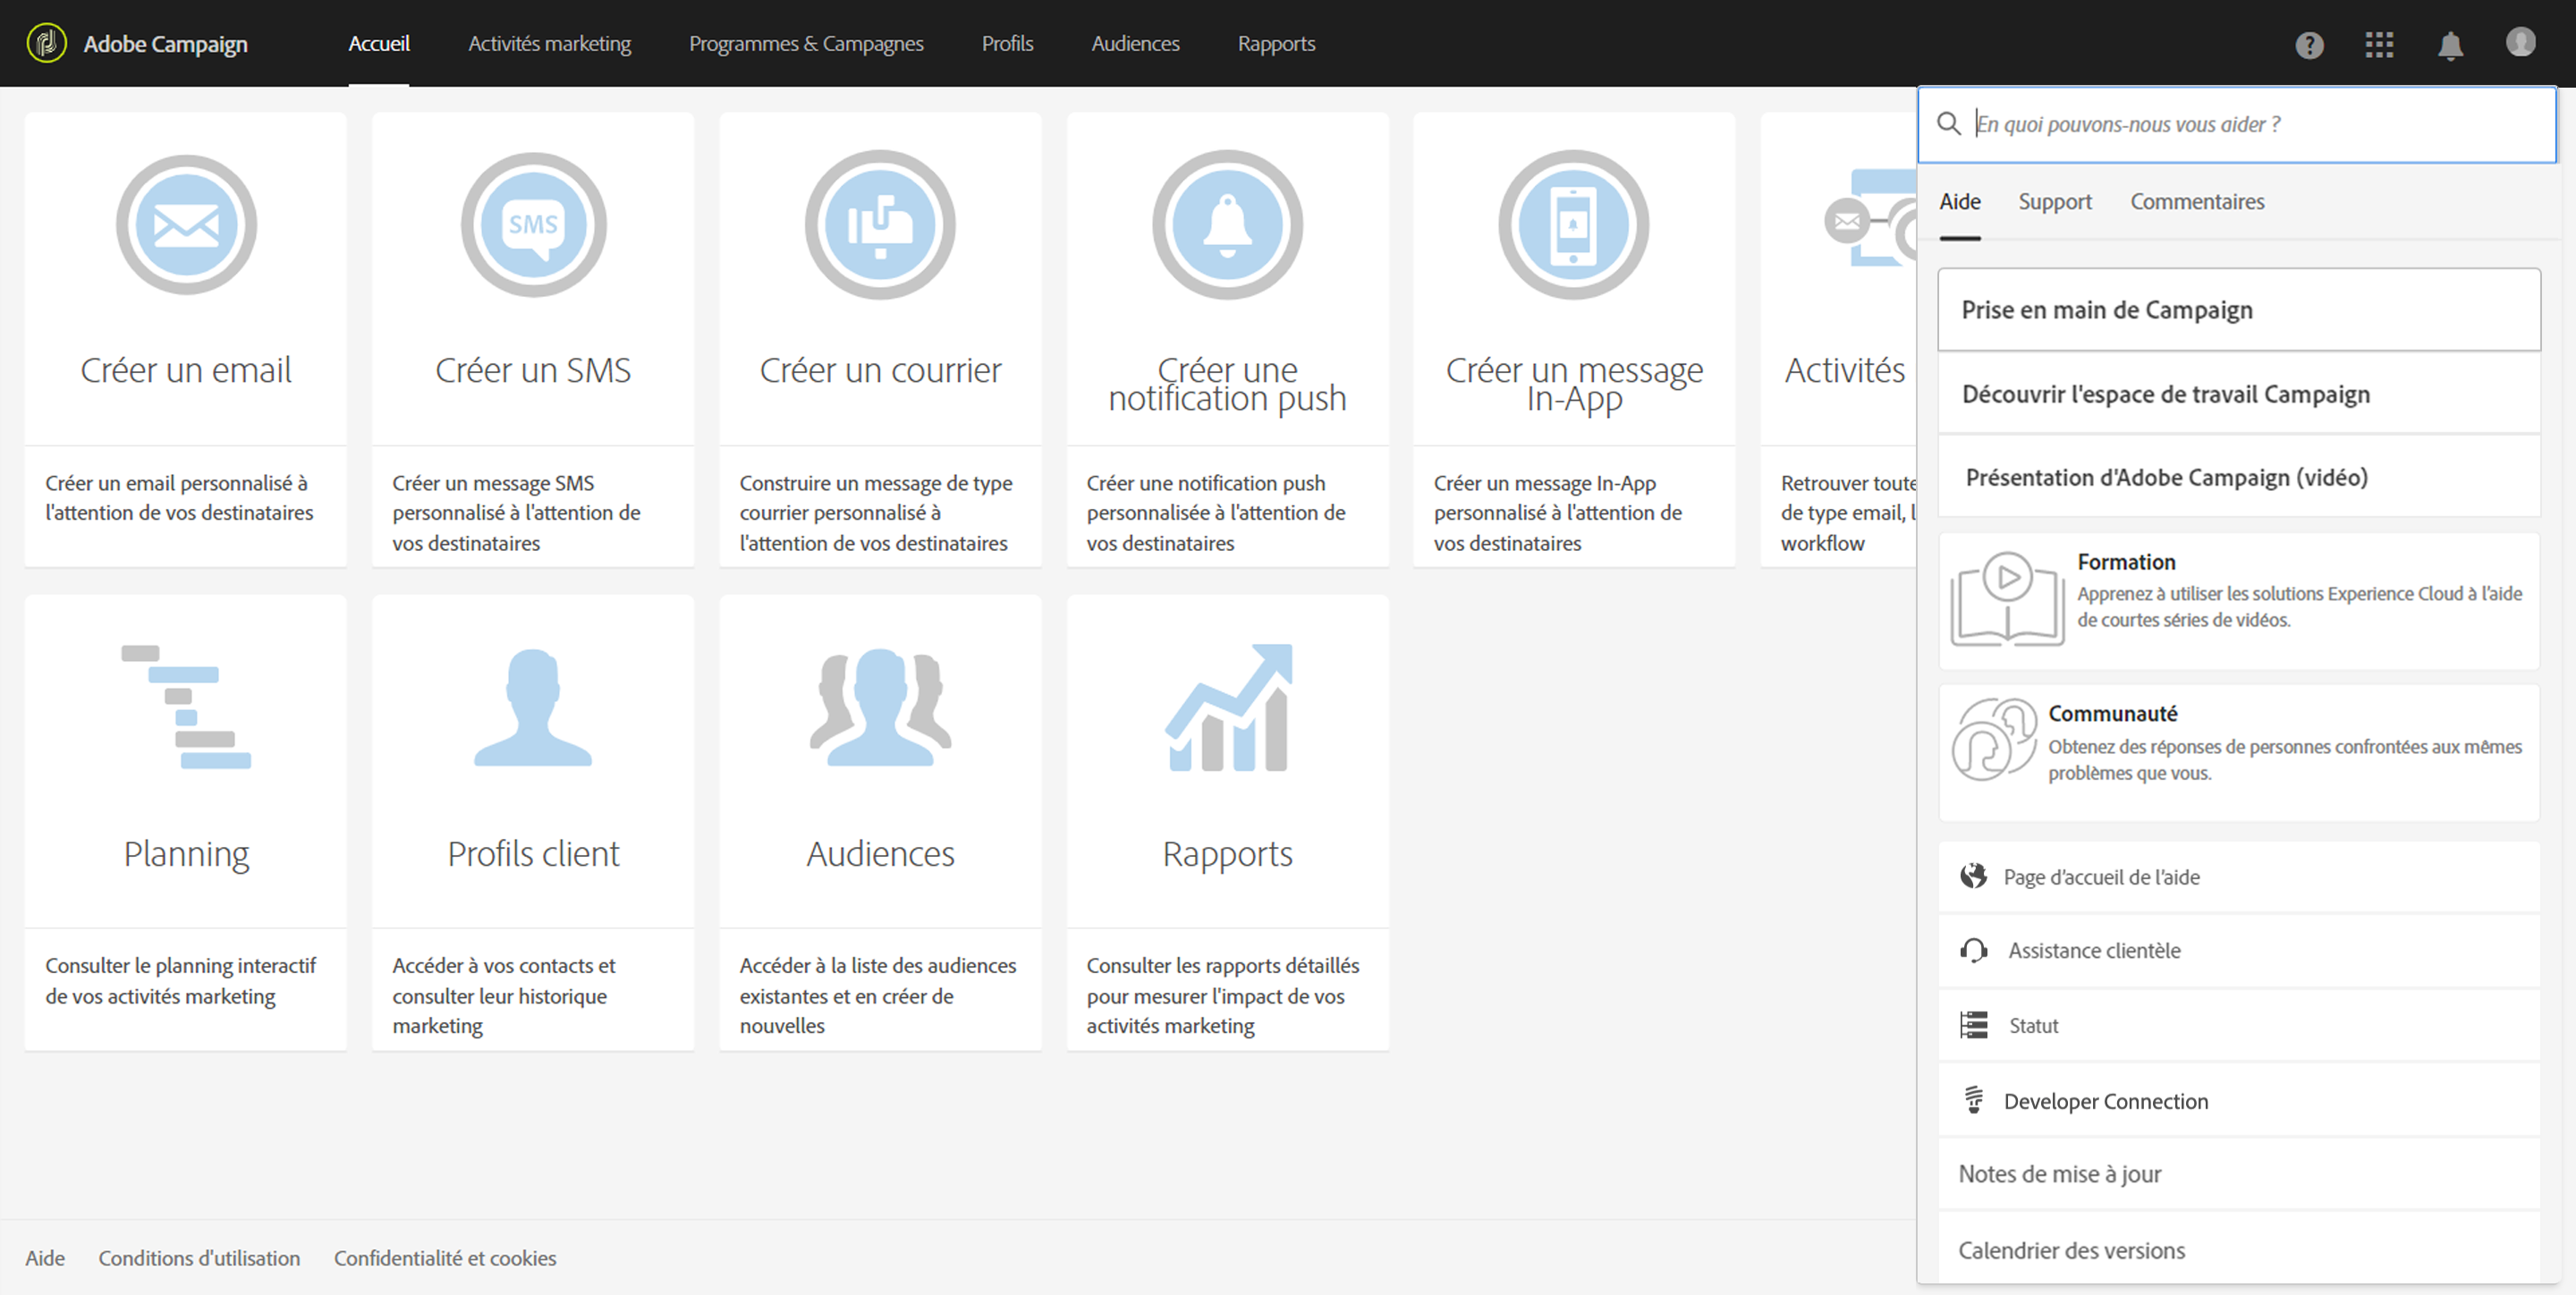 Adobe Campaign
Accueil
Activités marketing
Programmes & Campagnes
Profils
Audiences
Rapports
?
En quoi pouvons-nous vous aider ?
Aide
Support
Commentaires
Prise en main de Campaign
Découvrir l'espace de travail Campaign
Présentation d'Adobe Campaign (vidéo)
Formation
Apprenez à utiliser les solutions Experience Cloud à l'aide
de courtes séries de vidéos.
Communauté
Obtenez des réponses de personnes confrontées aux mêmes
problèmes que vous.
Page d'accueil de l'aide
Assistance clientèle
Statut
Developer Connection
Notes de mise à jour
Calendrier des versions
Créer un email
Créer un email personnalisé à
l'attention de vos destinataires
SMS
Créer un SMS
Créer un message SMS
personnalisé à l'attention de
vos destinataires
Créer un courrier
Construire un message de type
courrier personnalisé à
l'attention de vos destinataires
Créer une
notification push
Créer une notification push
personnalisée à l'attention de
vos destinataires
Créer un message
In-App
Créer un message In-App
personnalisé à l'attention de
vos destinataires
Activités
Retrouver toute
de type email, l
workflow
Planning
Consulter le planning interactif
de vos activités marketing
Profils client
Accéder à vos contacts et
consulter leur historique
marketing
Audiences
Accéder à la liste des audiences
existantes et en créer de
nouvelles
Rapports
Consulter les rapports détaillés
pour mesurer l'impact de vos
activités marketing
Aide
Conditions d'utilisation
Confidentialité et cookies